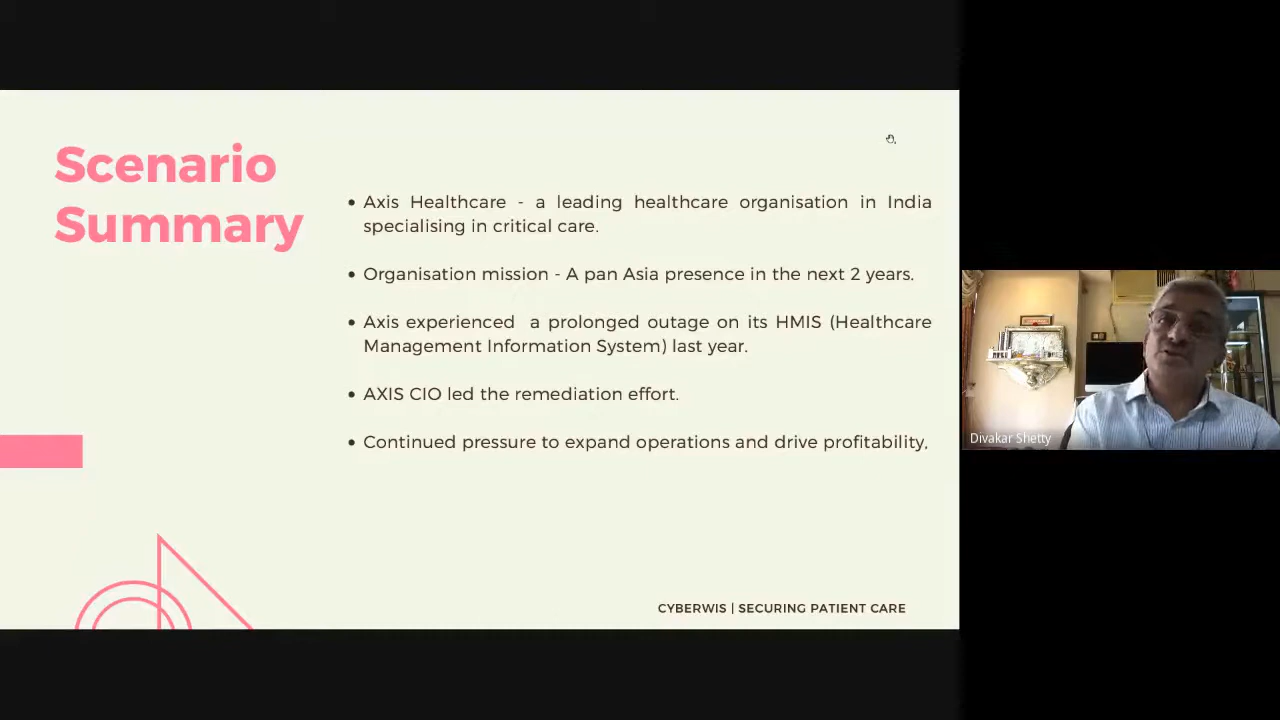 Scenario
Summary
• Axis Healthcare - a leading healthcare organisation in India
specialising in critical care.
• Organisation mission - A pan Asia presence in the next 2 years.
• Axis experienced a prolonged outage on its HMIS (Healthcare
Management Information System) last year.
• AXIS CIO led the remediation effort.
• Continued pressure to expand operations and drive profitability,
Divakar Shetty
CYBERWIS | SECURING PATIENT CARE